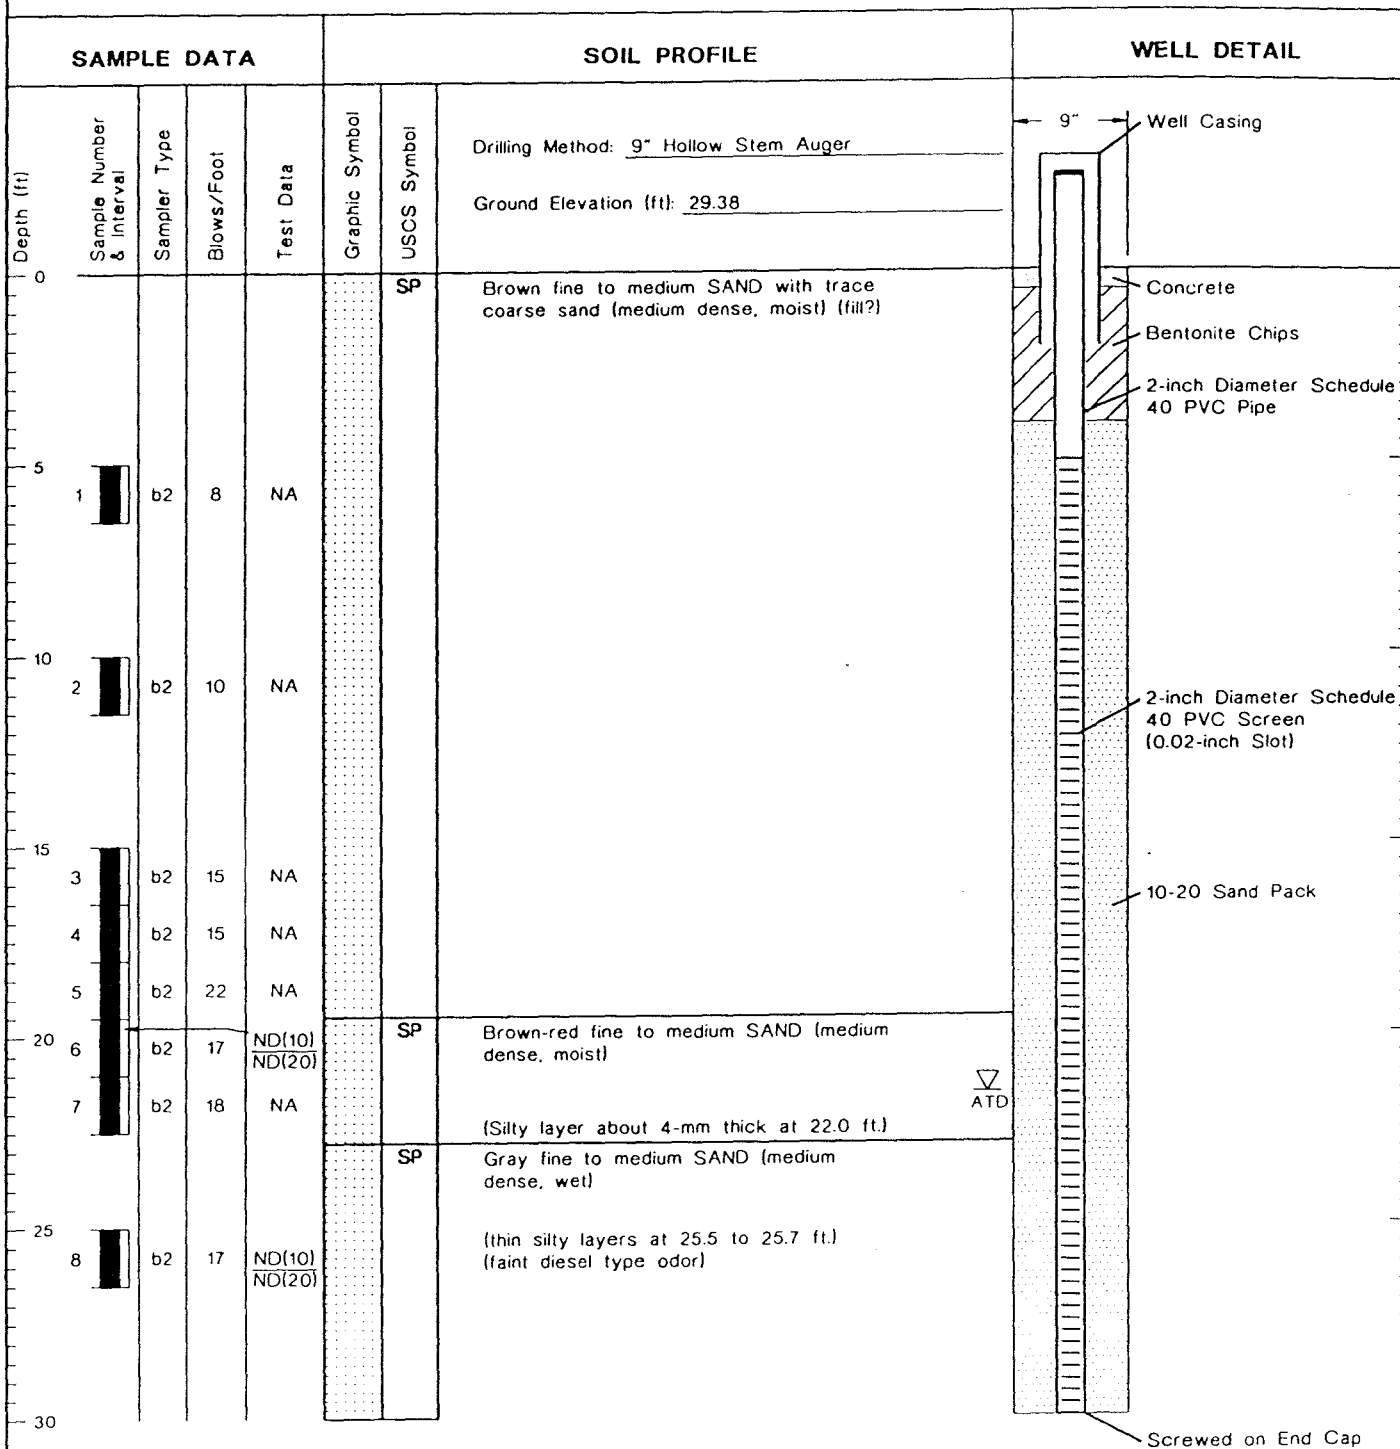 SAMPLE DATA
SOIL PROFILE
WELL DETAIL
Depth (ft)
Sample Number
& Interval
Sampler Type
Blows/Foot
Test Data
Graphic Symbol
USCS Symbol
Drilling Method: 9" Hollow Stem Auger
Ground Elevation (ft): 29.38
9"
Well Casing
0
SP
Brown fine to medium SAND with trace
coarse sand (medium dense, moist) (fill?)
Concrete
Bentonite Chips
2-inch Diameter Schedule
40 PVC Pipe
5
1 b2 8 NA
10
2 b2 10 NA
2-inch Diameter Schedule
40 PVC Screen
(0.02-inch Slot)
15
3 b2 15 NA
10-20 Sand Pack
4 b2 15 NA
5 b2 22 NA
SP
Brown-red fine to medium SAND (medium
dense, moist)
20
6 b2 17 ND(10)
ND(20)
ATD
7 b2 18 NA
(Silty layer about 4-mm thick at 22.0 ft.)
SP
Gray fine to medium SAND (medium
dense, wet)
25
(thin silty layers at 25.5 to 25.7 ft.)
(faint diesel type odor)
8 b2 17 ND(10)
ND(20)
30
Screwed on End Cap